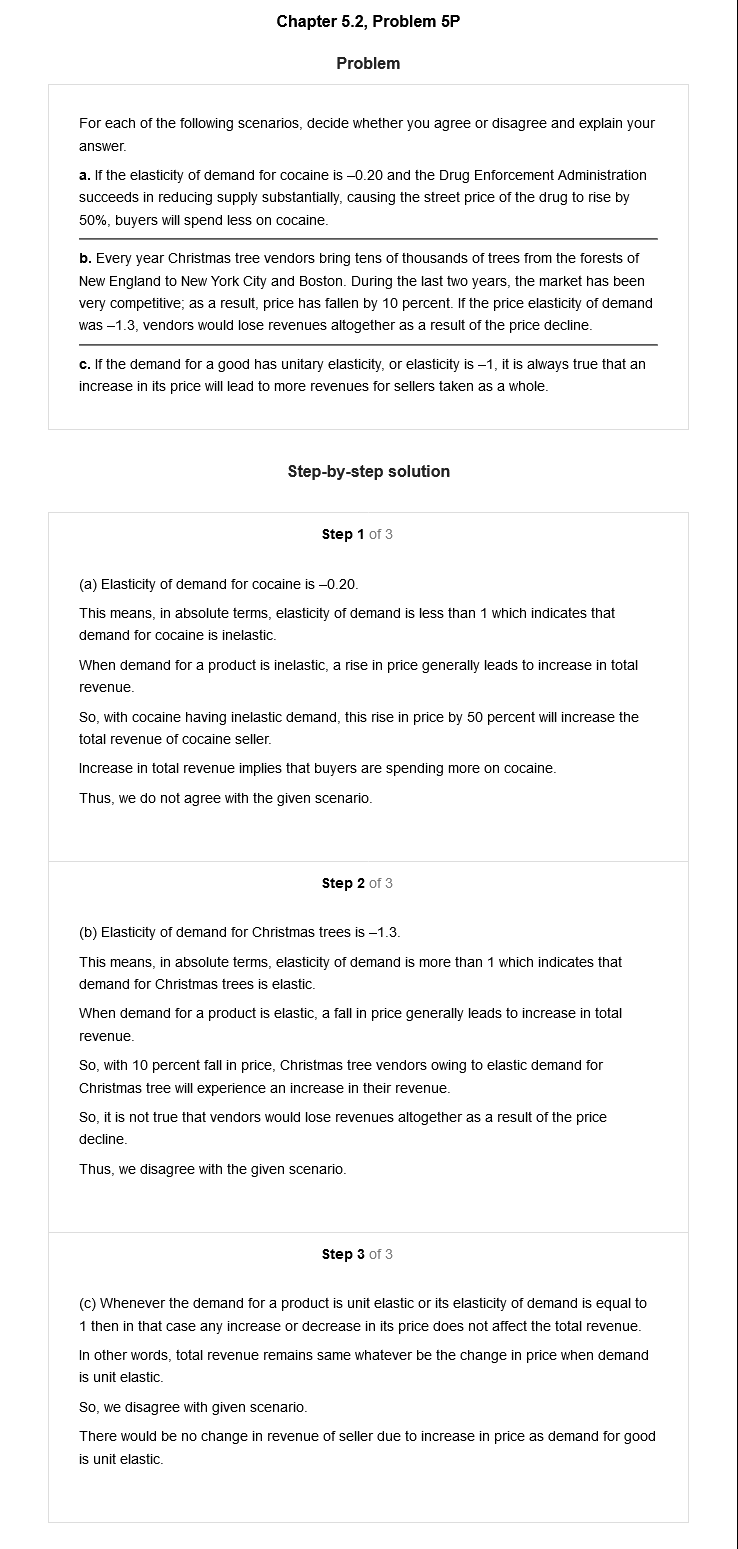 Chapter 5.2, Problem 5P
Problem
For each of the following scenarios, decide whether you agree or disagree and explain your
answer.
a. If the elasticity of demand for cocaine is –0.20 and the Drug Enforcement Administration
succeeds in reducing supply substantially, causing the street price of the drug to rise by
50%, buyers will spend less on cocaine.
b. Every year Christmas tree vendors bring tens of thousands of trees from the forests of
New England to New York City and Boston. During the last two years, the market has been
very competitive; as a result, price has fallen by 10 percent. If the price elasticity of demand
was –1.3, vendors would lose revenues altogether as a result of the price decline.
c. If the demand for a good has unitary elasticity, or elasticity is –1, it is always true that an
increase in its price will lead to more revenues for sellers taken as a whole.
Step-by-step solution
Step 1 of 3
(a) Elasticity of demand for cocaine is –0.20.
This means, in absolute terms, elasticity of demand is less than 1 which indicates that
demand for cocaine is inelastic.
When demand for a product is inelastic, a rise in price generally leads to increase in total
revenue.
So, with cocaine having inelastic demand, this rise in price by 50 percent will increase the
total revenue of cocaine seller.
Increase in total revenue implies that buyers are spending more on cocaine.
Thus, we do not agree with the given scenario.
Step 2 of 3
(b) Elasticity of demand for Christmas trees is –1.3.
This means, in absolute terms, elasticity of demand is more than 1 which indicates that
demand for Christmas trees is elastic.
When demand for a product is elastic, a fall in price generally leads to increase in total
revenue.
So, with 10 percent fall in price, Christmas tree vendors owing to elastic demand for
Christmas tree will experience an increase in their revenue.
So, it is not true that vendors would lose revenues altogether as a result of the price
decline.
Thus, we disagree with the given scenario.
Step 3 of 3
(c) Whenever the demand for a product is unit elastic or its elasticity of demand is equal to
1 then in that case any increase or decrease in its price does not affect the total revenue.
In other words, total revenue remains same whatever be the change in price when demand
is unit elastic.
So, we disagree with given scenario.
There would be no change in revenue of seller due to increase in price as demand for good
is unit elastic.